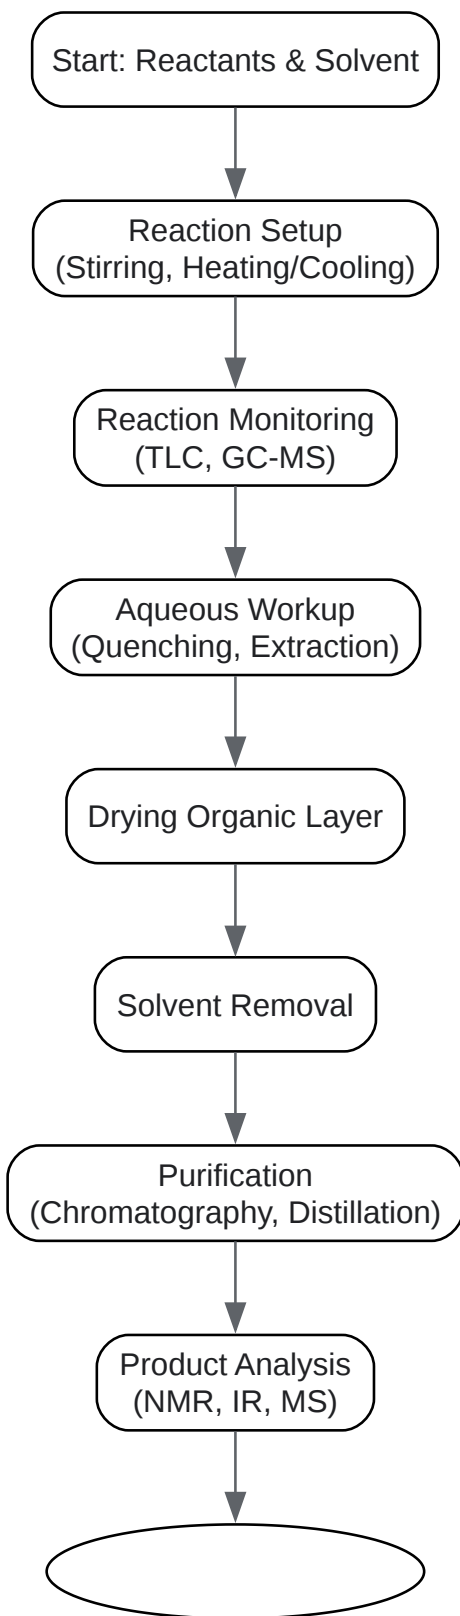 Start: Reactants & Solvent
Reaction Setup
(Stirring, Heating/Cooling)
Reaction Monitoring
(TLC, GC-MS)
Aqueous Workup
(Quenching, Extraction)
Drying Organic Layer
Solvent Removal
Purification
(Chromatography, Distillation)
Product Analysis
(NMR, IR, MS)